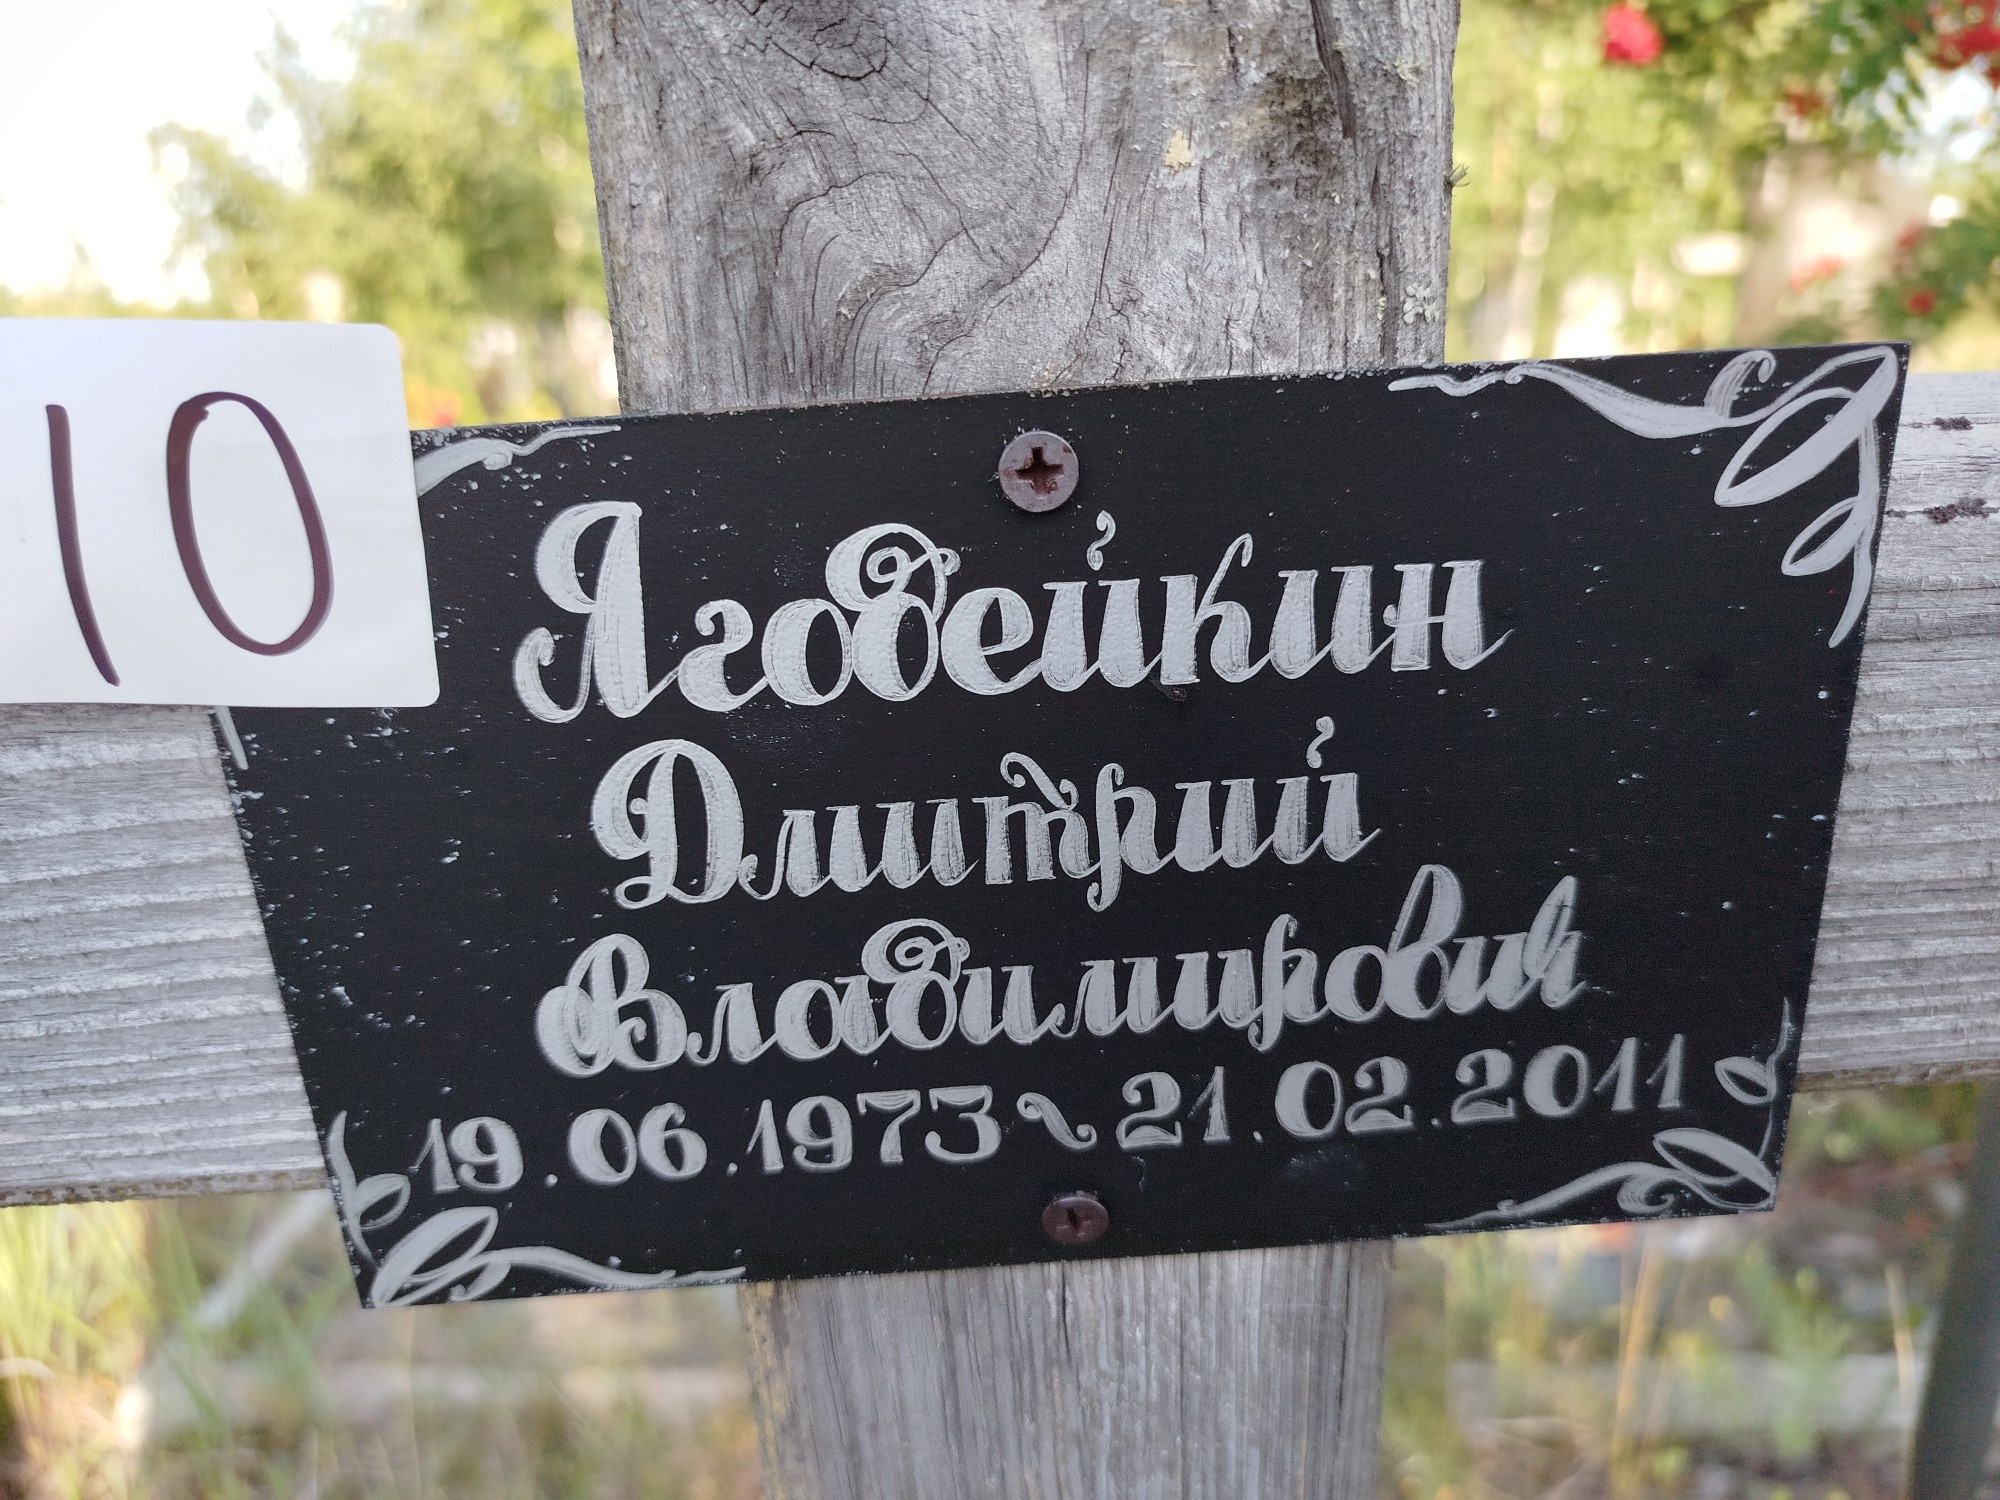 10
Ягодейкин
Дмитрий
Владимирович
19.06.1973~21.02.2011